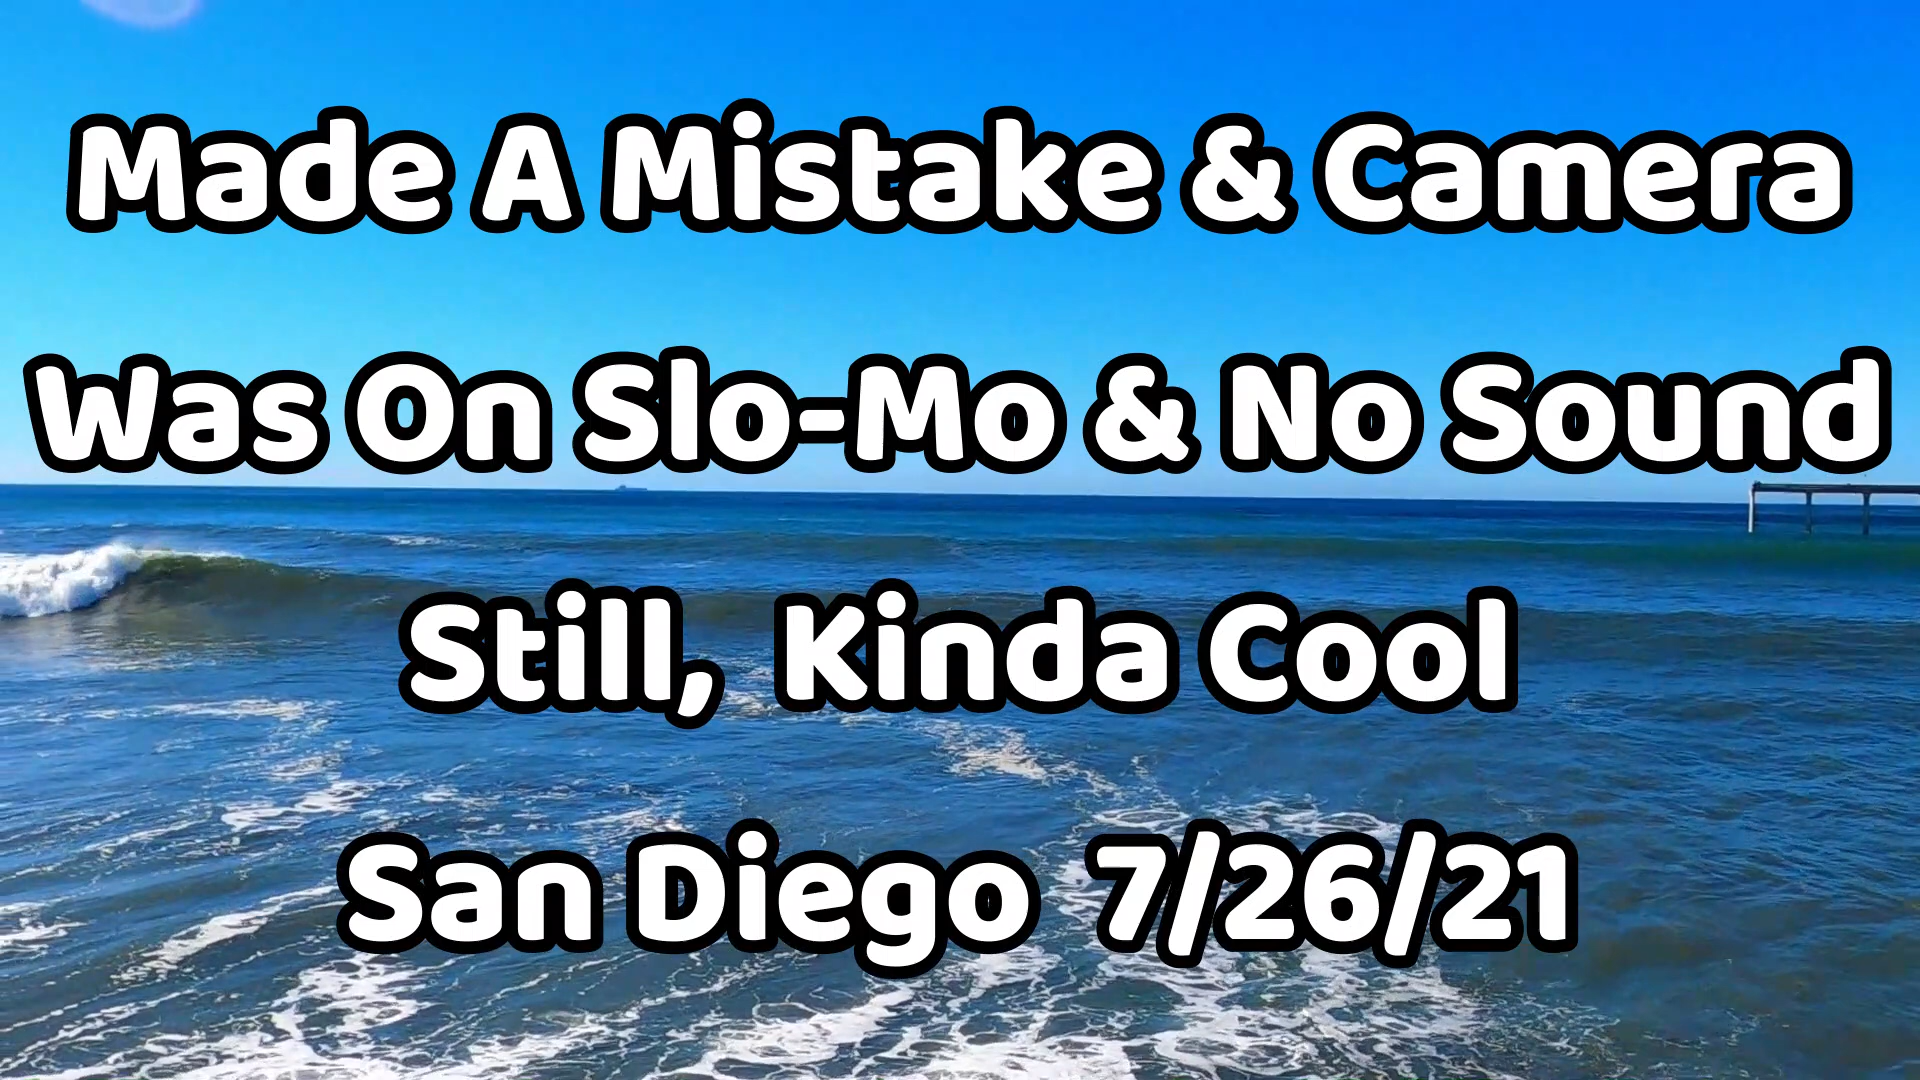 Made A Mistake & Camera
Was On Slo-Mo & No Sound
Still, Kinda Cool
San Diego 7/26/21